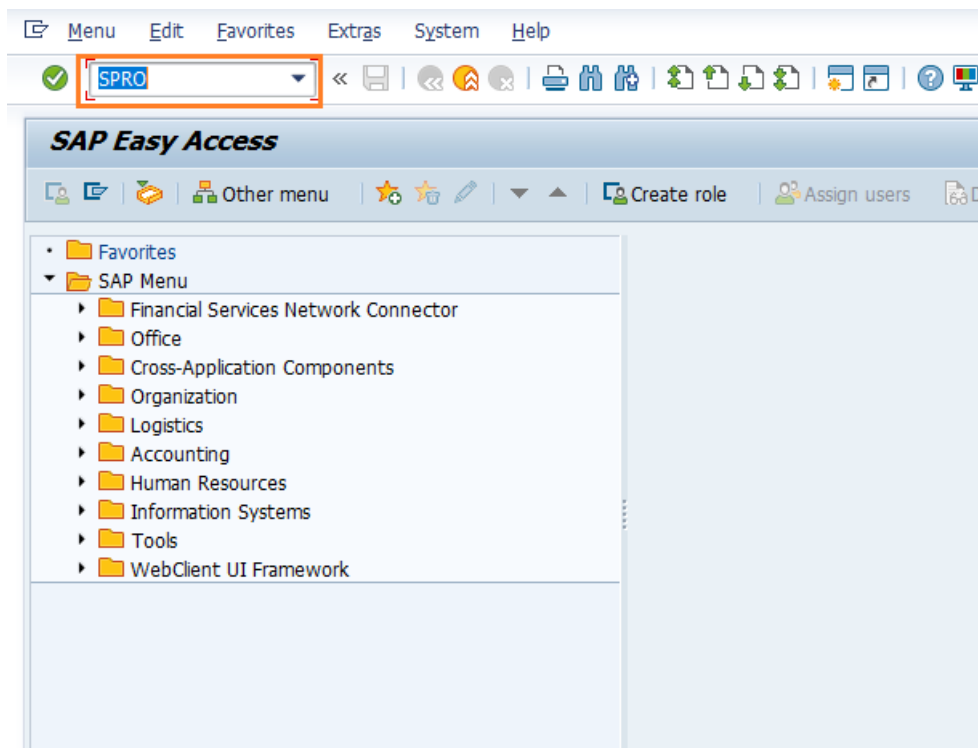 Menu Edit Favorites Extras System Help
SPRO
SAP Easy Access
Other menu Create role Assign users
Favorites
SAP Menu
Financial Services Network Connector
Office
Cross-Application Components
Organization
Logistics
Accounting
Human Resources
Information Systems
Tools
WebClient UI Framework